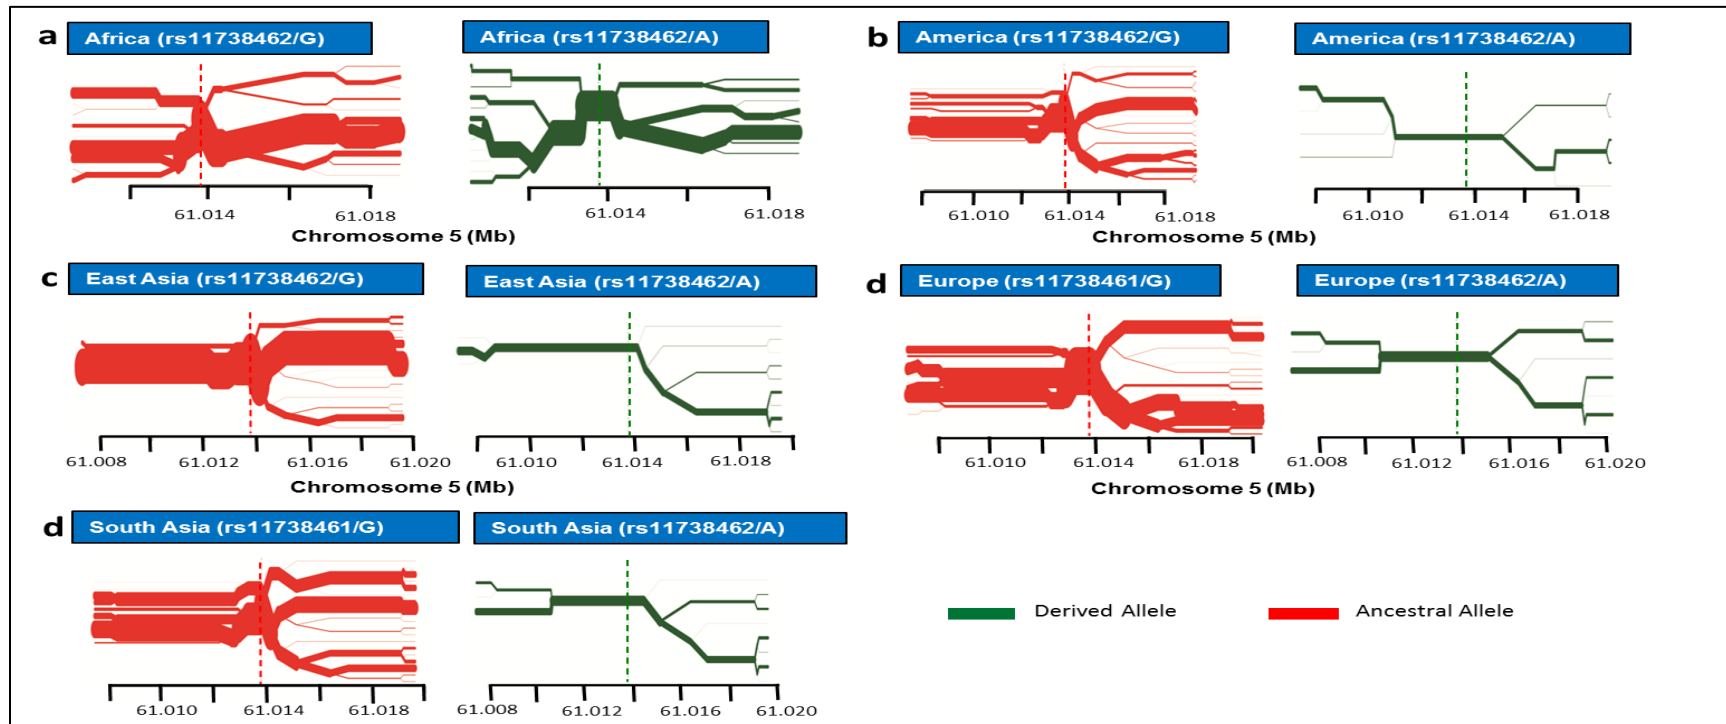 a Africa (rs11738462/G) Africa (rs11738462/A) b America (rs11738462/G) America (rs11738462/A)
61.014 61.018 61.014 61.018 61.010 61.014 61.018 61.010 61.014 61.018
Chromosome 5 (Mb) Chromosome 5 (Mb)
c East Asia (rs11738462/G) East Asia (rs11738462/A) d Europe (rs11738461/G) Europe (rs11738462/A)
61.008 61.012 61.016 61.020 61.010 61.014 61.018 61.010 61.014 61.018 61.008 61.012 61.016 61.020
Chromosome 5 (Mb) Chromosome 5 (Mb)
d South Asia (rs11738461/G) South Asia (rs11738462/A)
Derived Allele Ancestral Allele
61.010 61.014 61.018 61.008 61.012 61.016 61.020